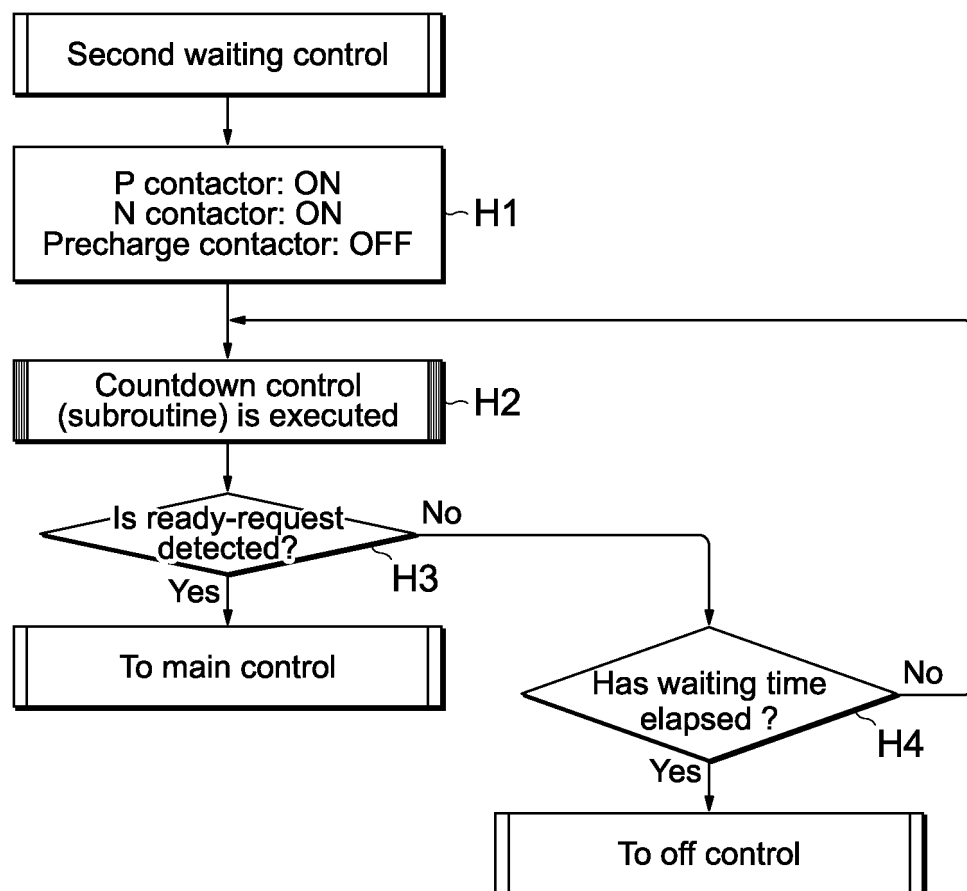 Second waiting control
P contactor: ON
N contactor: ON
Precharge contactor: OFF
H1
Countdown control
(subroutine) is executed
H2
Is ready-request
detected?
No
H3
Yes
To main control
Has waiting time
elapsed ?
No
H4
Yes
To off control